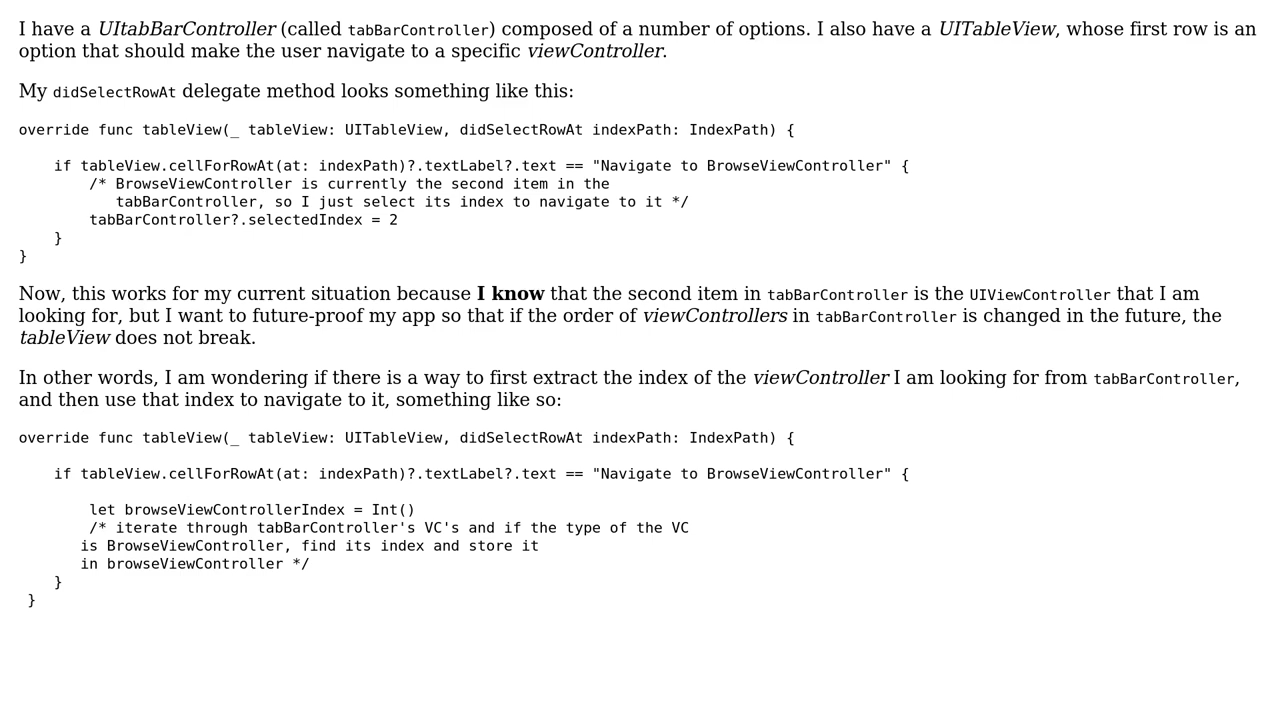 I have a UItabBarController (called tabBarController) composed of a number of options. I also have a UITableView, whose first row is an
option that should make the user navigate to a specific viewController.
My didSelectRowAt delegate method looks something like this:
override func tableView(_ tableView: UITableView, didSelectRowAt indexPath: IndexPath) {
if tableView.cellForRowAt(at: indexPath)?.textLabel?.text == "Navigate to BrowseViewController" {
/* BrowseViewController is currently the second item in the
tabBarController, so I just select its index to navigate to it */
tabBarController?.selectedIndex = 2
}
}
Now, this works for my current situation because I know that the second item in tabBarController is the UIViewController that I am
looking for, but I want to future-proof my app so that if the order of viewControllers in tabBarController is changed in the future, the
tableView does not break.
In other words, I am wondering if there is a way to first extract the index of the viewController I am looking for from tabBarController,
and then use that index to navigate to it, something like so:
override func tableView(_ tableView: UITableView, didSelectRowAt indexPath: IndexPath) {
if tableView.cellForRowAt(at: indexPath)?.textLabel?.text == "Navigate to BrowseViewController" {
let browseViewControllerIndex = Int()
/* iterate through tabBarController's VC's and if the type of the VC
is BrowseViewController, find its index and store it
in browseViewController */
}
}